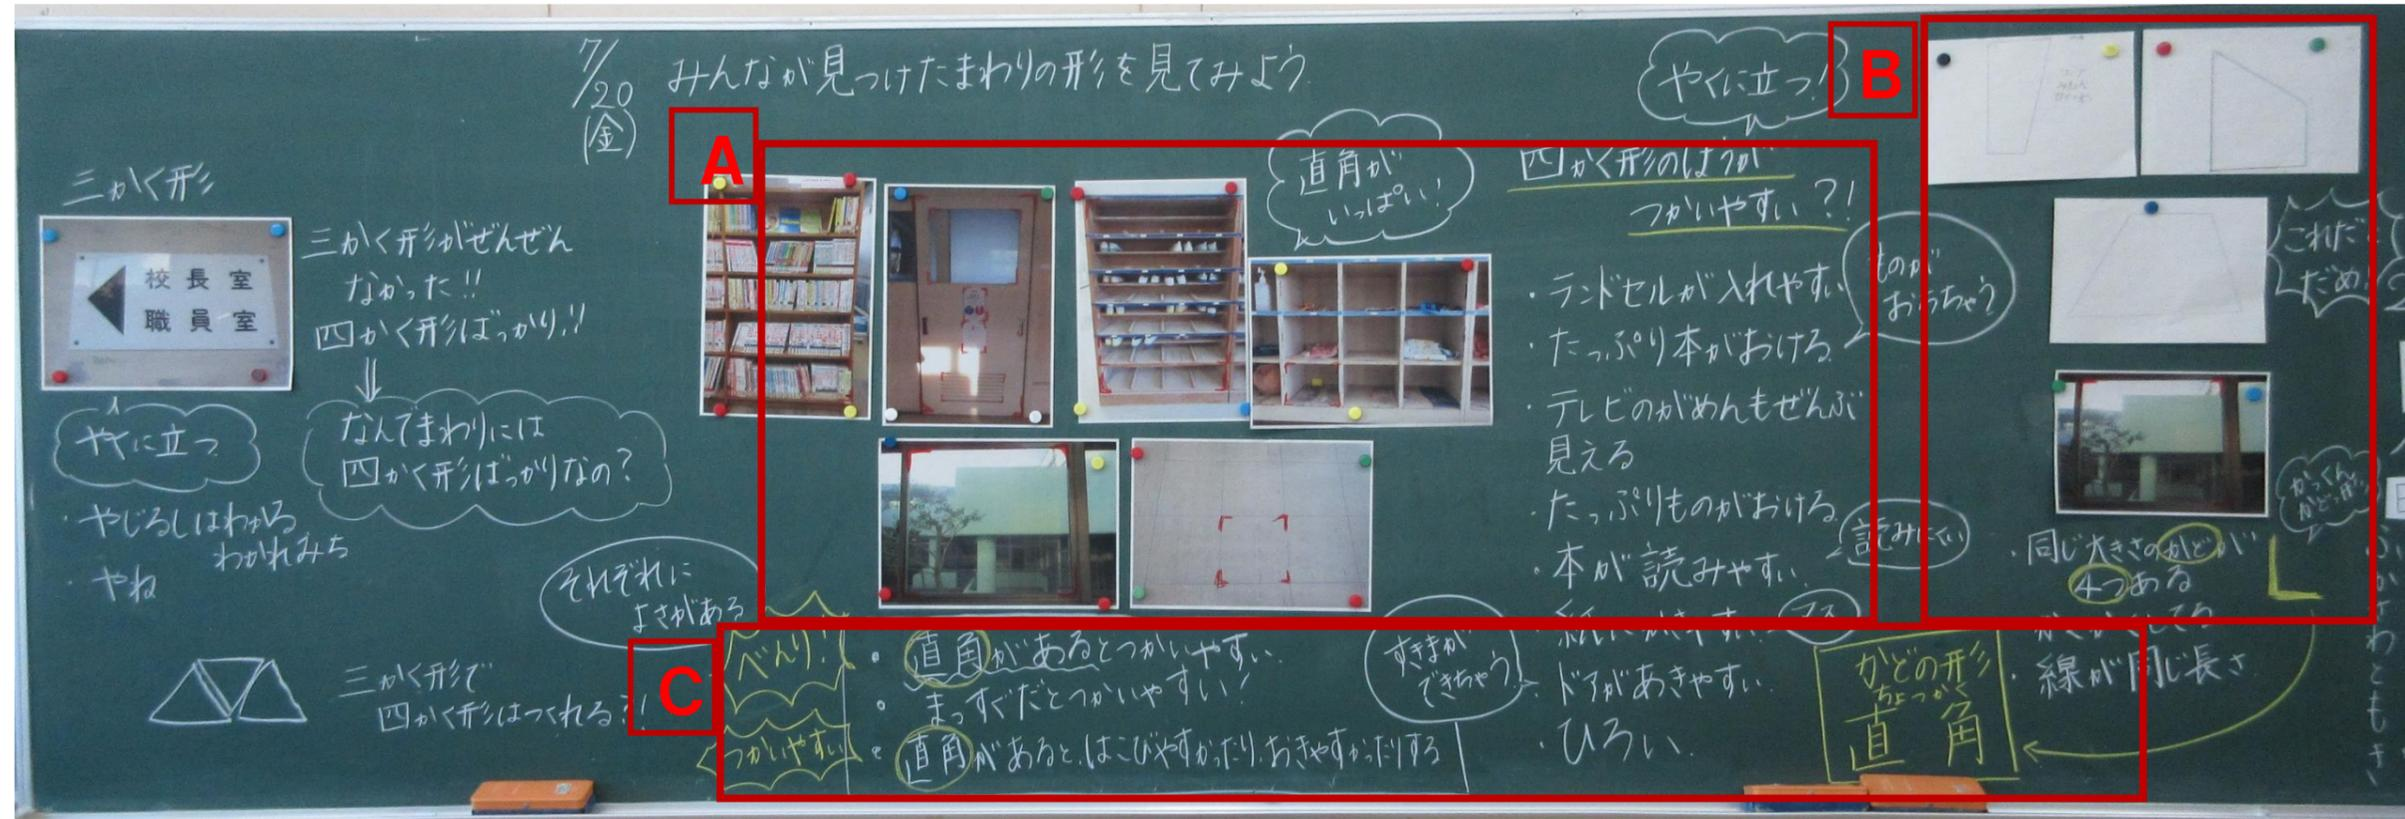 7/20
(金)
みんなが見つけたまわりの形を見てみよう
三かく形
校長室
職員室
三かく形がぜんぜん
なかった!!
四かく形ばっかり!!
なんでまわりには
四かく形ばっかりなの?
やくに立つ
・やじるしはわかる
わかれみち
・やね
三かく形で
四かく形はつくれる?!
それぞれに
よさがある
A
直角が
いっぱい!
やくに立つ!
四かく形のほうが
つかいやすい?!
・ランドセルが入れやすい
・たっぷり本がおける
・テレビのがめんもぜんぶ
見える
・たっぷりものがおける
・本が読みやすい
・ドアがあきやすい
・ひろい
ものが
おちちゃう?
読みにくい
すきまが
できちゃう
B
これだと
だめ!
・同じ大きさのかどが
4つある
・線が同じ長さ
C
べんり!
・直角があるとつかいやすい
・まっすぐだとつかいやすい!
つかいやすい
・直角があると、はこびやすかったり、おきやすかったりする
かどの形
ちょっかく
直角